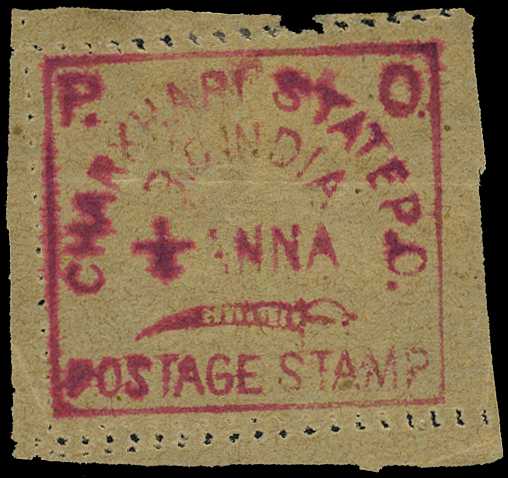 P. O.
CHARKHARI STATE P.O.
C. INDIA
ANNA
POSTAGE STAMP